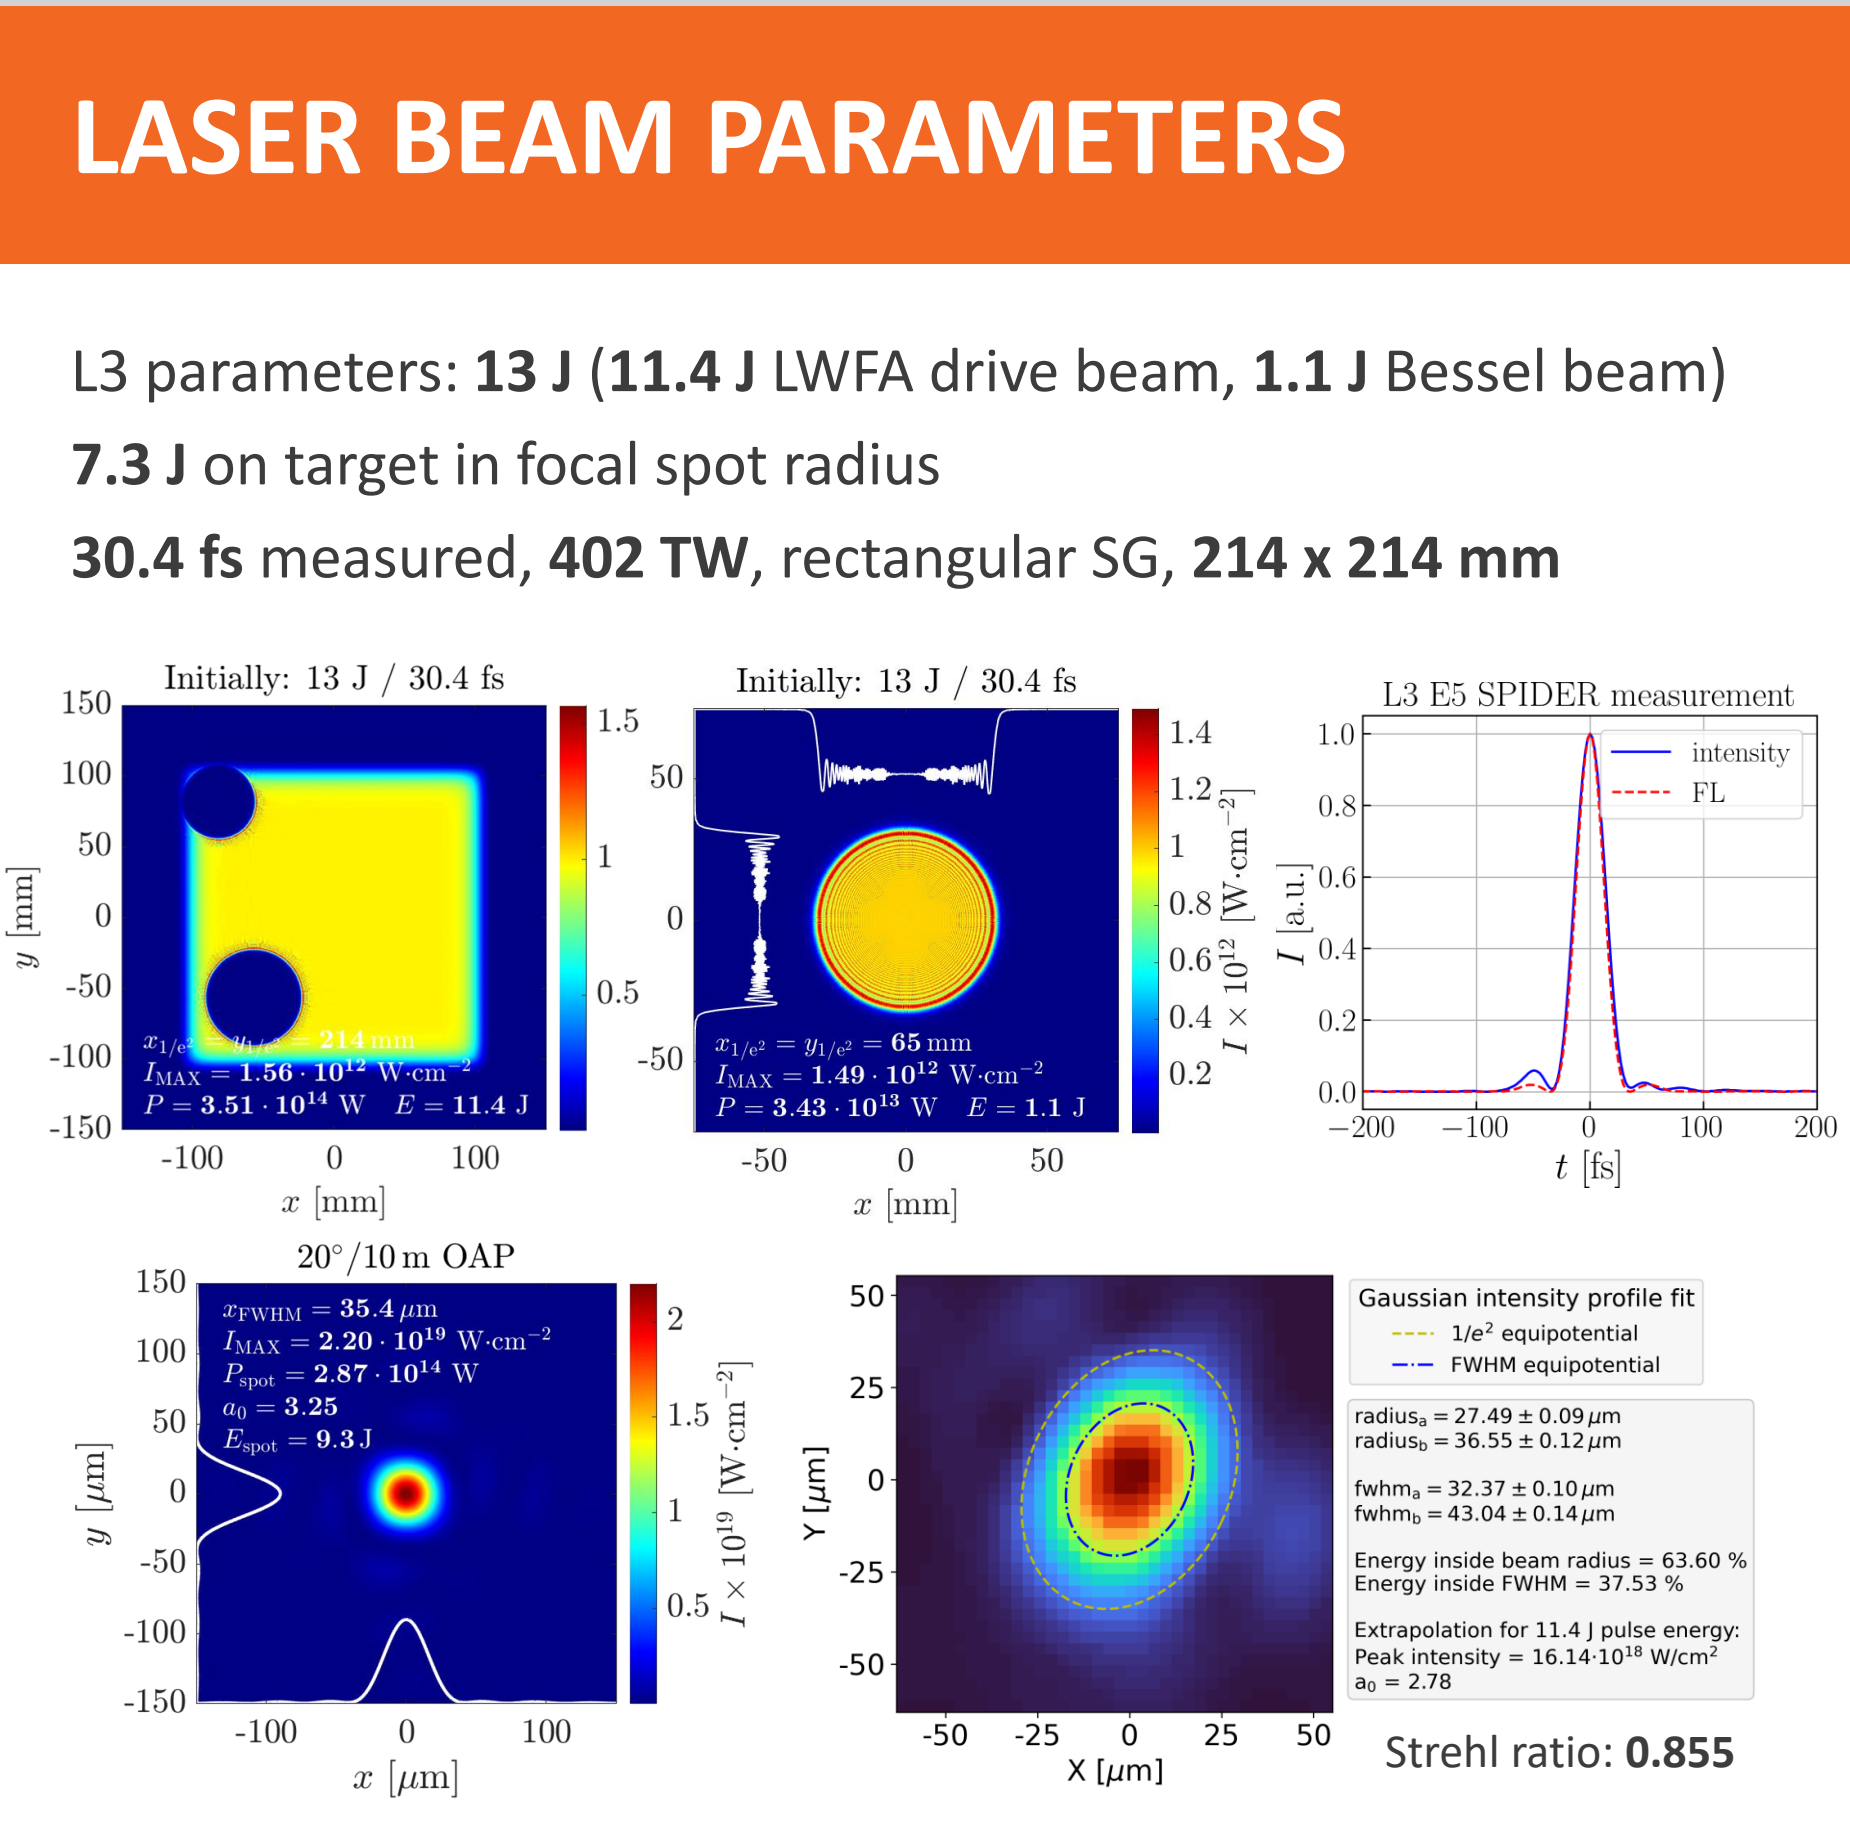 LASER BEAM PARAMETERS
L3 parameters: 13 J (11.4 J LWFA drive beam, 1.1 J Bessel beam)
7.3 J on target in focal spot radius
30.4 fs measured, 402 TW, rectangular SG, 214 x 214 mm
Initially: 13 J / 30.4 fs
150
100
50
0
-50
-100
-150
y [mm]
x₁/e² = y₁/e² = 214 mm
I_MAX = 1.56 · 10¹² W·cm⁻²
P = 3.51 · 10¹⁴ W E = 11.4 J
-100 0 100
x [mm]
1.5
1
0.5
Initially: 13 J / 30.4 fs
50
0
-50
x₁/e² = y₁/e² = 65 mm
I_MAX = 1.49 · 10¹² W·cm⁻²
P = 3.43 · 10¹³ W E = 1.1 J
-50 0 50
x [mm]
1.4
1.2
1
0.8
0.6
0.4
0.2
I × 10¹² [W·cm⁻²]
L3 E5 SPIDER measurement
intensity
FL
1.0
0.8
0.6
0.4
0.2
0.0
I [a.u.]
−200 −100 0 100 200
t [fs]
20°/10 m OAP
150
100
50
0
-50
-100
-150
y [μm]
x_FWHM = 35.4 μm
I_MAX = 2.20 · 10¹⁹ W·cm⁻²
P_spot = 2.87 · 10¹⁴ W
a₀ = 3.25
E_spot = 9.3 J
-100 0 100
x [μm]
2
1.5
1
0.5
I × 10¹⁹ [W·cm⁻²]
50
25
0
-25
-50
Y [μm]
-50 -25 0 25 50
X [μm]
Gaussian intensity profile fit
1/e² equipotential
FWHM equipotential
radiusₐ = 27.49 ± 0.09 μm
radius_b = 36.55 ± 0.12 μm
fwhmₐ = 32.37 ± 0.10 μm
fwhm_b = 43.04 ± 0.14 μm
Energy inside beam radius = 63.60 %
Energy inside FWHM = 37.53 %
Extrapolation for 11.4 J pulse energy:
Peak intensity = 16.14·10¹⁸ W/cm²
a₀ = 2.78
Strehl ratio: 0.855